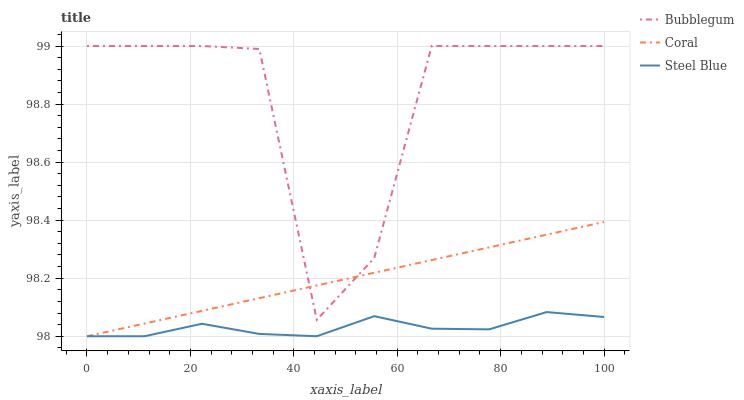 title
Bubblegum
Coral
Steel Blue
yaxis_label
99
98.8
98.6
98.4
98.2
98
0 20 40 60 80 100
xaxis_label